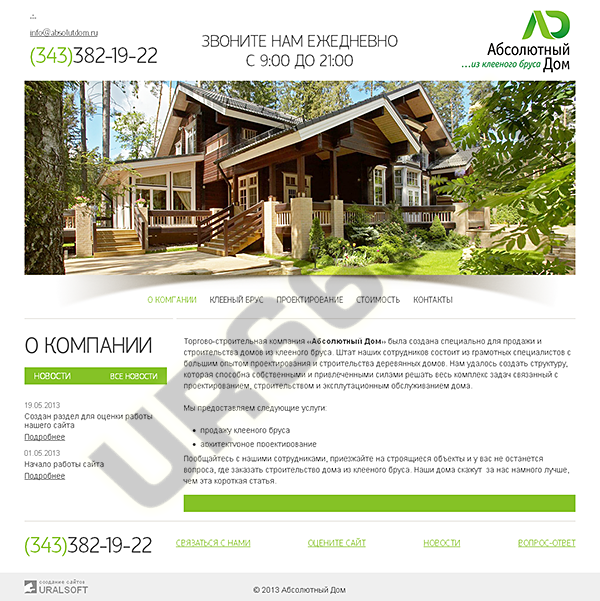 info@absolutdom.ru
(343)382-19-22
ЗВОНИТЕ НАМ ЕЖЕДНЕВНО
С 9:00 ДО 21:00
Абсолютный
...из клееного бруса Дом
О КОМПАНИИ КЛЕЕНЫЙ БРУС ПРОЕКТИРОВАНИЕ СТОИМОСТЬ КОНТАКТЫ
О КОМПАНИИ
НОВОСТИ ВСЕ НОВОСТИ
19.05.2013
Создан раздел для оценки работы
нашего сайта
Подробнее
01.05.2013
Начало работы сайта
Подробнее
Торгово-строительная компания «Абсолютный Дом» была создана специально для продажи и
строительства домов из клееного бруса. Штат наших сотрудников состоит из грамотных специалистов с
большим опытом проектирования и строительства деревянных домов. Нам удалось создать структуру,
которая способна собственными и привлеченными силами решать весь комплекс задач связанный с
проектированием, строительством и эксплутационным обслуживанием дома.
Мы предоставляем следующие услуги:
продажу клееного бруса
архитектурное проектирование
Пообщайтесь с нашими сотрудниками, приезжайте на строящиеся объекты и у вас не останется
вопроса, где заказать строительство дома из клееного бруса. Наши дома скажут за нас намного лучше,
чем эта короткая статья.
UR66
(343)382-19-22
СВЯЗАТЬСЯ С НАМИ ОЦЕНИТЕ САЙТ НОВОСТИ ВОПРОС-ОТВЕТ
создание сайтов
URALSOFT
© 2013 Абсолютный Дом